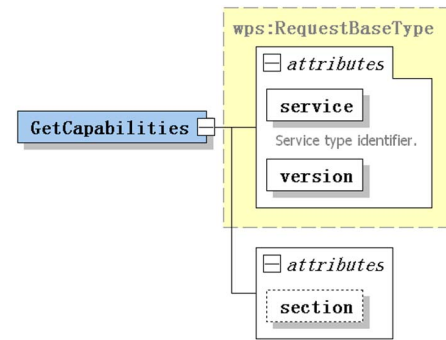 wps:RequestBaseType
attributes
GetCapabilities
service
Service type identifier.
version
attributes
section